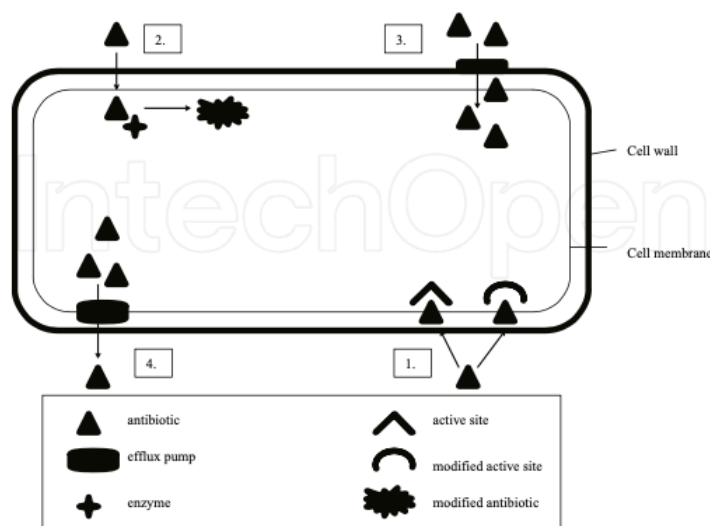 2.
3.
IntechOpen
Cell wall
Cell membrane
4.
1.
antibiotic
active site
efflux pump
modified active site
enzyme
modified antibiotic